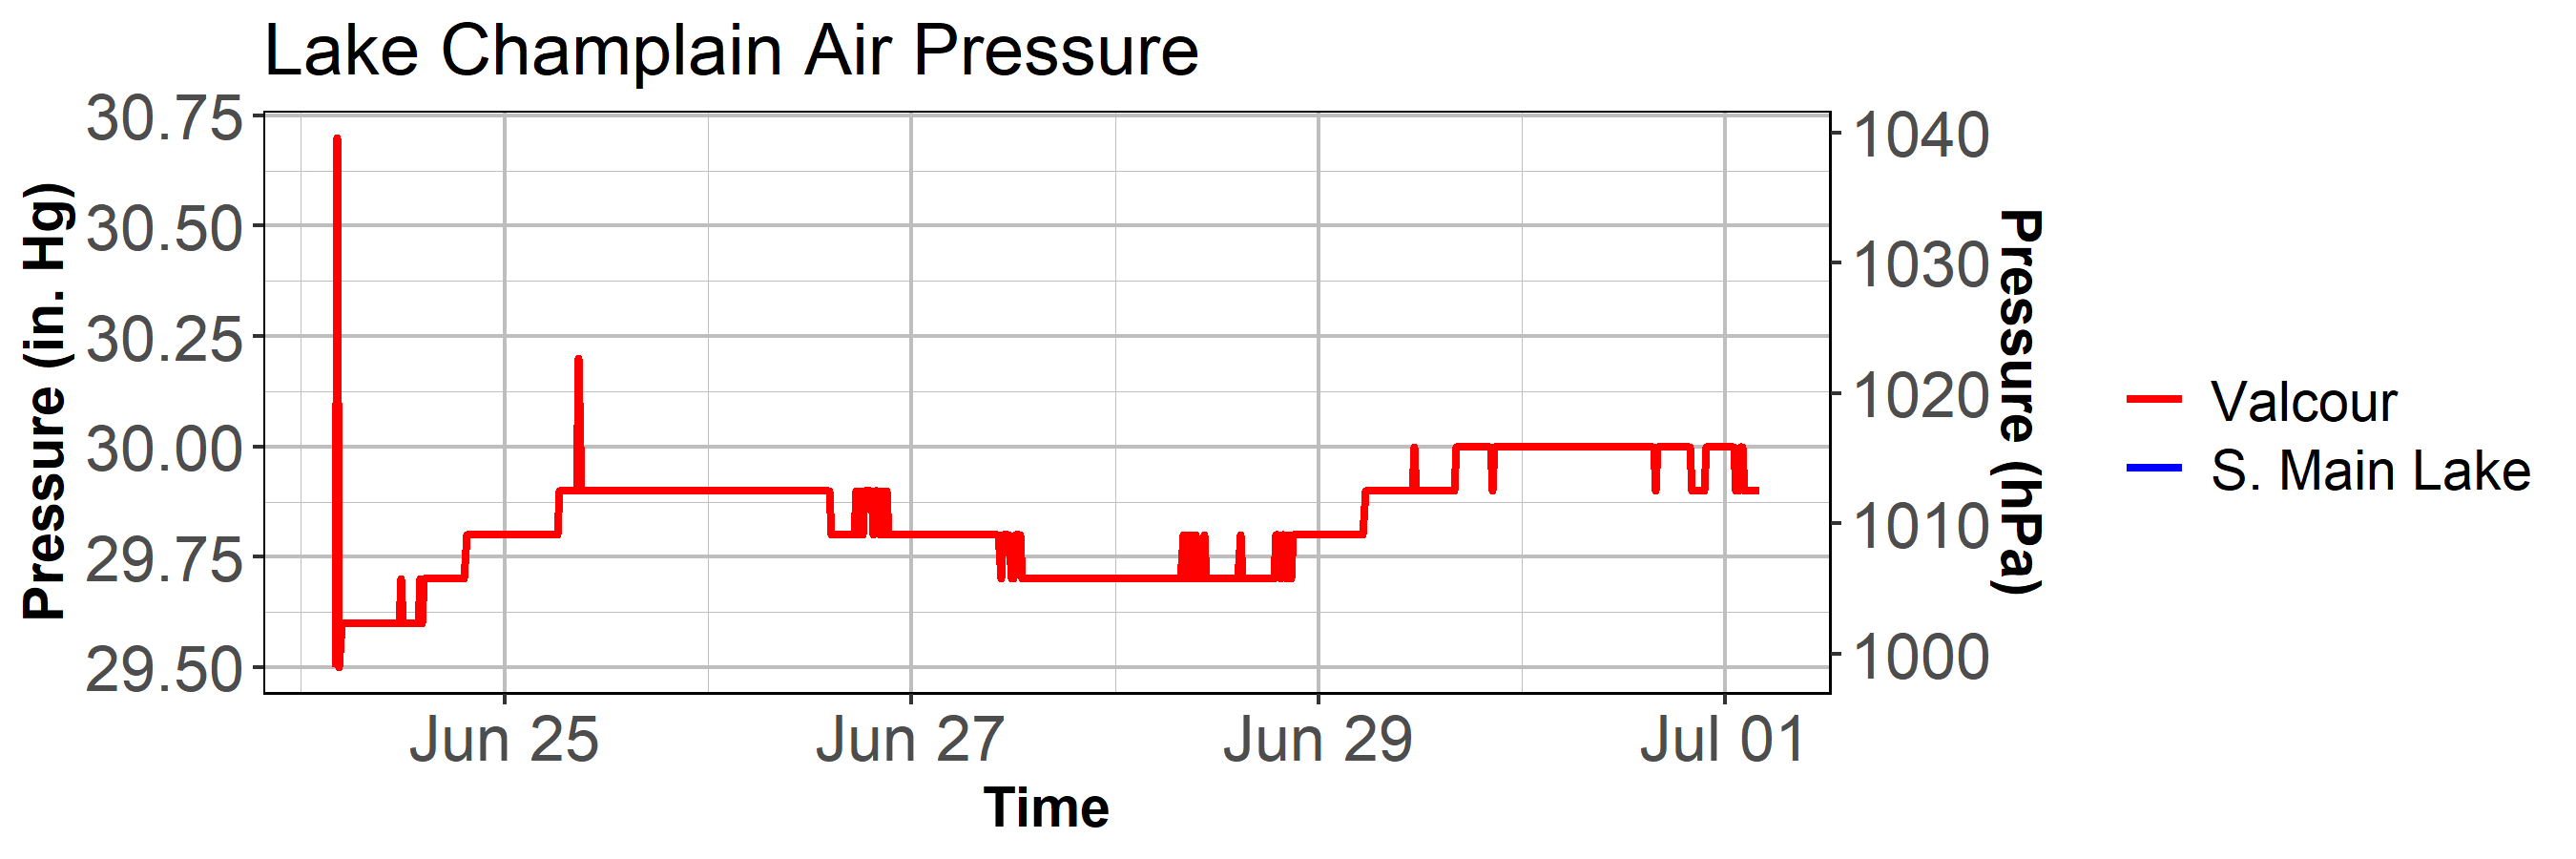 Lake Champlain Air Pressure
Pressure (in. Hg)
30.75
30.50
30.25
30.00
29.75
29.50
1040
1030
1020
1010
1000
Pressure (hPa)
Jun 25
Jun 27
Jun 29
Jul 01
Time
Valcour
S. Main Lake